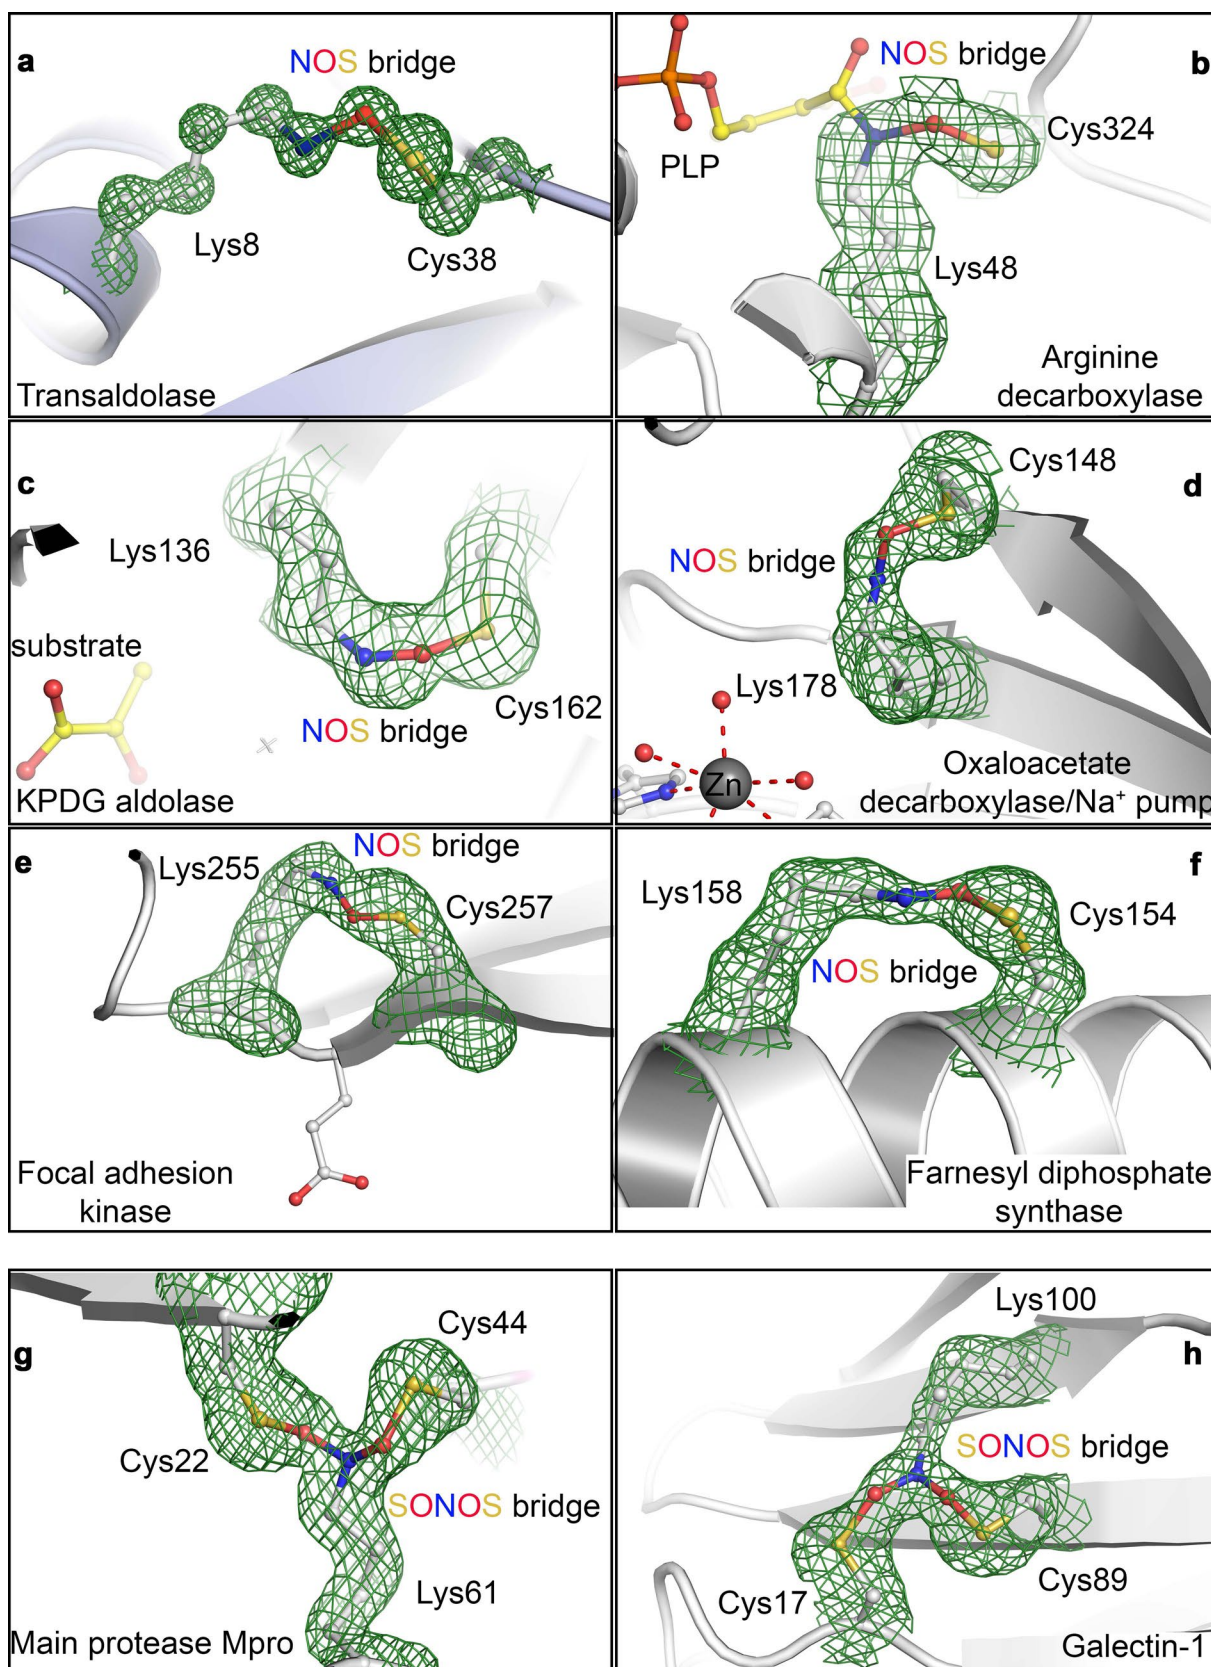 a
NOS bridge
Lys8
Cys38
Transaldolase
b
NOS bridge
Cys324
PLP
Lys48
Arginine
decarboxylase
c
Lys136
substrate
Cys162
NOS bridge
KPDG aldolase
Cys148
d
NOS bridge
Lys178
Zn
Oxaloacetate
decarboxylase/Na⁺ pump
e
NOS bridge
Lys255
Cys257
Focal adhesion
kinase
f
Lys158
Cys154
NOS bridge
Farnesyl diphosphate
synthase
Cys44
g
Cys22
SONOS bridge
Lys61
Main protease Mpro
Lys100
h
SONOS bridge
Cys17
Cys89
Galectin-1